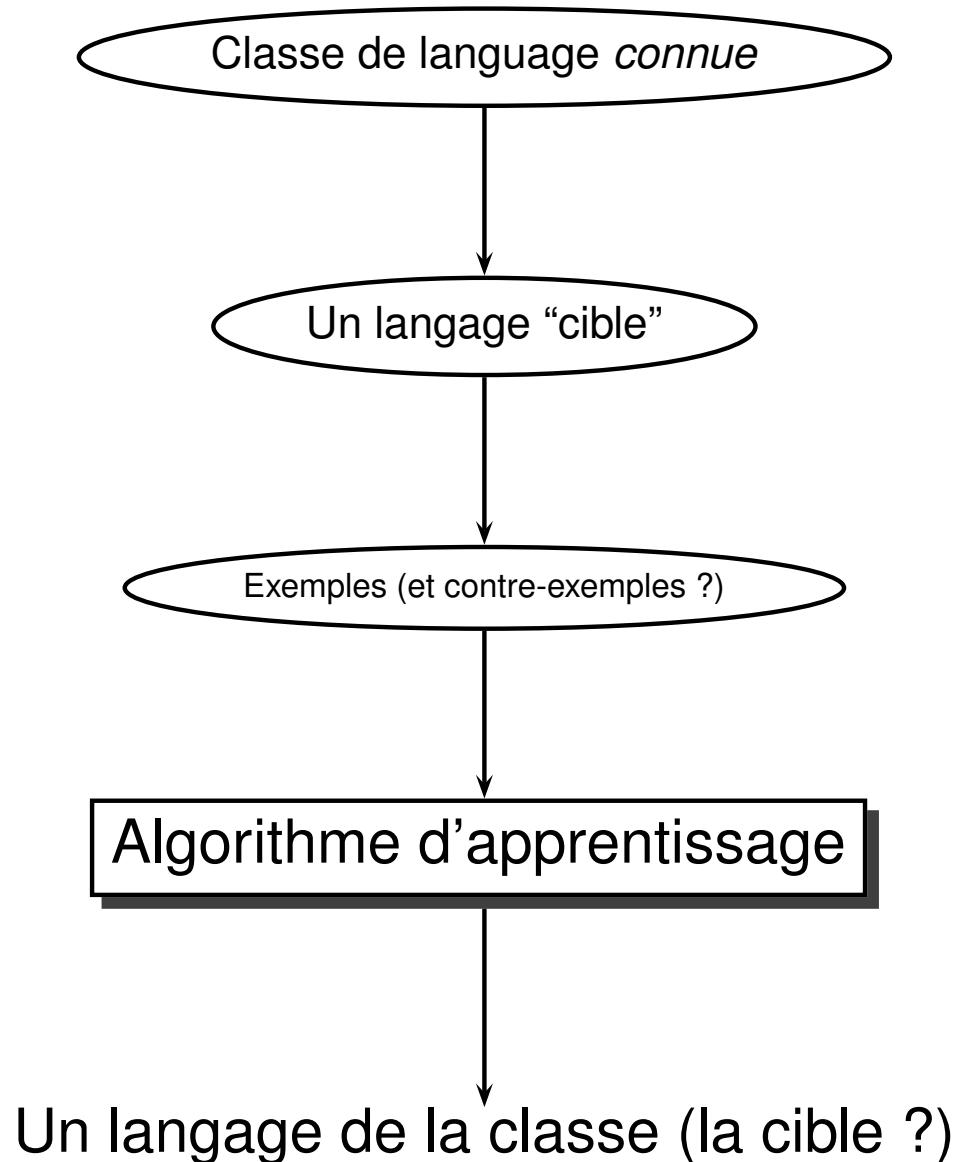 Classe de language connue
Un langage “cible”
Exemples (et contre-exemples ?)
Algorithme d’apprentissage
Un langage de la classe (la cible ?)